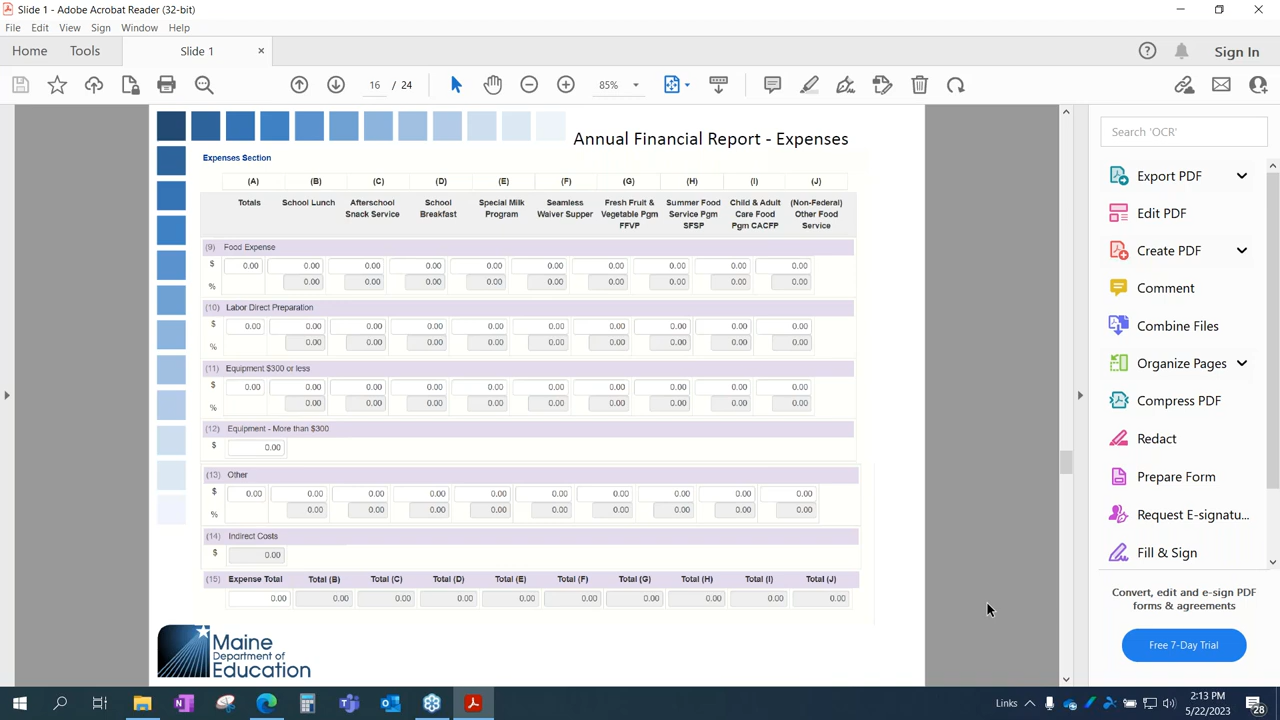 Slide 1 - Adobe Acrobat Reader (32-bit)
File Edit View Sign Window Help
Home Tools Slide 1 × Sign In
16 / 24 85%
Annual Financial Report - Expenses
Expenses Section
(A) (B) (C) (D) (E) (F) (G) (H) (I) (J)
Totals School Lunch Afterschool School Special Milk Seamless Fresh Fruit & Summer Food Child & Adult (Non-Federal)
Snack Service Breakfast Program Waiver Supper Vegetable Pgm Service Pgm Care Food Other Food
FFVP SFSP Pgm CACFP Service
(9) Food Expense
$ 0.00 0.00 0.00 0.00 0.00 0.00 0.00 0.00 0.00 0.00
% 0.00 0.00 0.00 0.00 0.00 0.00 0.00 0.00 0.00
(10) Labor Direct Preparation
$ 0.00 0.00 0.00 0.00 0.00 0.00 0.00 0.00 0.00 0.00
% 0.00 0.00 0.00 0.00 0.00 0.00 0.00 0.00 0.00
(11) Equipment $300 or less
$ 0.00 0.00 0.00 0.00 0.00 0.00 0.00 0.00 0.00 0.00
% 0.00 0.00 0.00 0.00 0.00 0.00 0.00 0.00 0.00
(12) Equipment - More than $300
$ 0.00
(13) Other
$ 0.00 0.00 0.00 0.00 0.00 0.00 0.00 0.00 0.00 0.00
% 0.00 0.00 0.00 0.00 0.00 0.00 0.00 0.00 0.00
(14) Indirect Costs
$ 0.00
(15) Expense Total Total (B) Total (C) Total (D) Total (E) Total (F) Total (G) Total (H) Total (I) Total (J)
0.00 0.00 0.00 0.00 0.00 0.00 0.00 0.00 0.00 0.00
Maine
Department of
Education
Search 'OCR'
Export PDF
Edit PDF
Create PDF
Comment
Combine Files
Organize Pages
Compress PDF
Redact
Prepare Form
Request E-signatu...
Fill & Sign
Convert, edit and e-sign PDF
forms & agreements
Free 7-Day Trial
Links
2:13 PM
5/22/2023
28